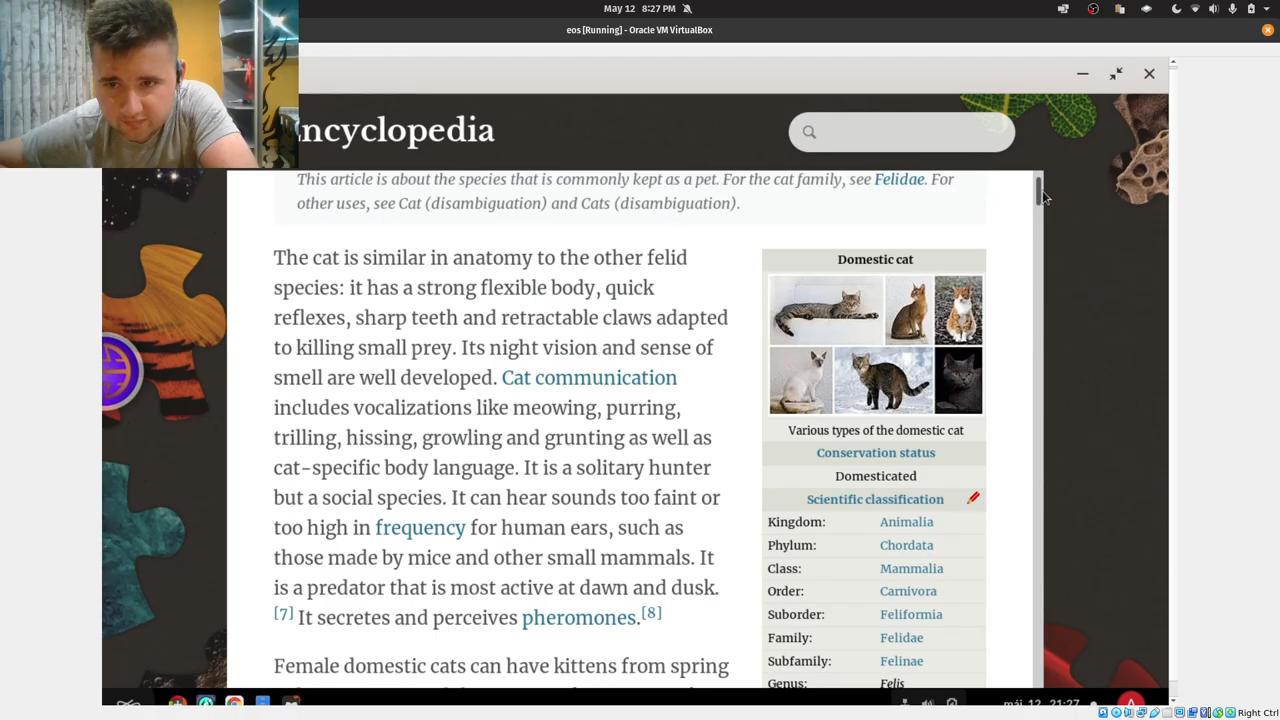 May 12 8:27 PM
eos [Running] - Oracle VM VirtualBox
ncyclopedia
This article is about the species that is commonly kept as a pet. For the cat family, see Felidae. For
other uses, see Cat (disambiguation) and Cats (disambiguation).
The cat is similar in anatomy to the other felid
species: it has a strong flexible body, quick
reflexes, sharp teeth and retractable claws adapted
to killing small prey. Its night vision and sense of
smell are well developed. Cat communication
includes vocalizations like meowing, purring,
trilling, hissing, growling and grunting as well as
cat-specific body language. It is a solitary hunter
but a social species. It can hear sounds too faint or
too high in frequency for human ears, such as
those made by mice and other small mammals. It
is a predator that is most active at dawn and dusk.
[7] It secretes and perceives pheromones.[8]
Female domestic cats can have kittens from spring
Domestic cat
Various types of the domestic cat
Conservation status
Domesticated
Scientific classification
Kingdom: Animalia
Phylum: Chordata
Class: Mammalia
Order: Carnivora
Suborder: Feliformia
Family: Felidae
Subfamily: Felinae
Genus: Felis
máj 12 21:27
Right Ctrl